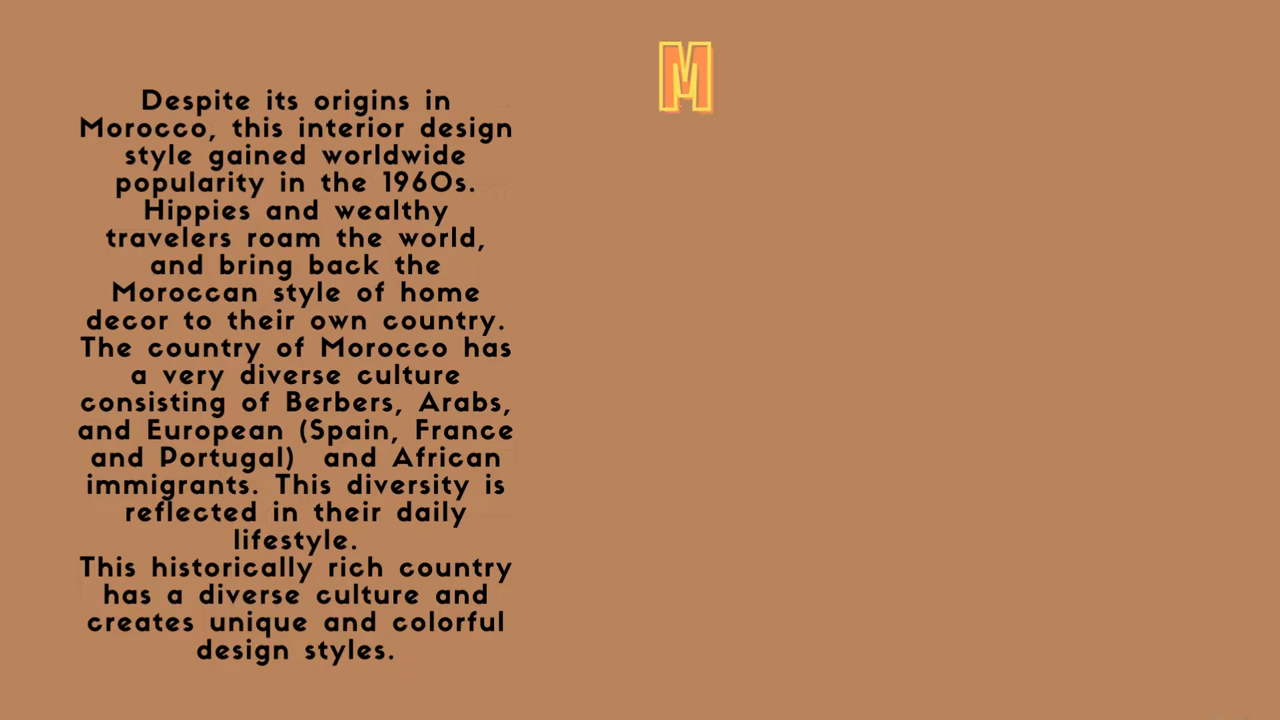 Despite its origins in
Morocco, this interior design
style gained worldwide
popularity in the 1960s.
Hippies and wealthy
travelers roam the world,
and bring back the
Moroccan style of home
decor to their own country.
The country of Morocco has
a very diverse culture
consisting of Berbers, Arabs,
and European (Spain, France
and Portugal)  and African
immigrants. This diversity is
reflected in their daily
lifestyle.
This historically rich country
has a diverse culture and
creates unique and colorful
design styles.
M